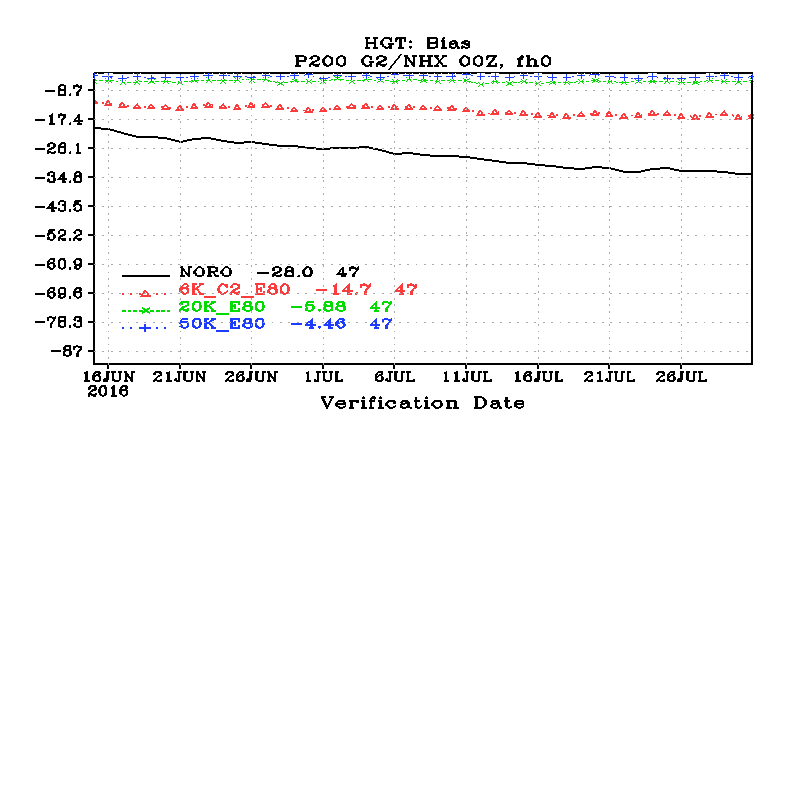 HGT: Bias
P200 G2/NHX 00Z, fh0
-8.7
-17.4
-26.1
-34.8
-43.5
-52.2
-60.9
-69.6
-78.3
-87
NORO -28.0 47
6K_C2_E80 -14.7 47
20K_E80 -5.88 47
50K_E80 -4.46 47
16JUN 21JUN 26JUN 1JUL 6JUL 11JUL 16JUL 21JUL 26JUL
2016
Verification Date